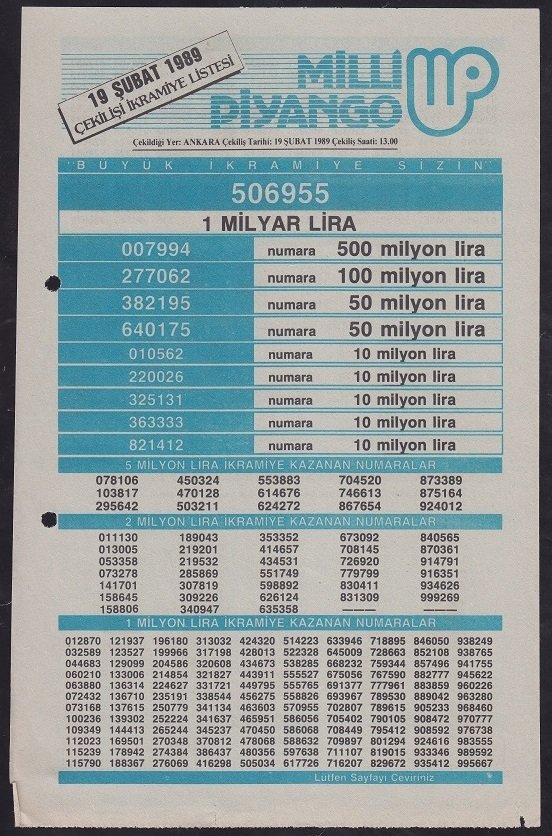 19 ŞUBAT 1989
ÇEKİLİŞİ İKRAMİYE LİSTESİ
MİLLİ
PİYANGO
Çekildiği Yer: ANKARA Çekiliş Tarihi: 19 ŞUBAT 1989 Çekiliş Saati: 13.00
"BÜYÜK İKRAMİYE SİZİN"
506955
1 MİLYAR LİRA
007994 numara 500 milyon lira
277062 numara 100 milyon lira
382195 numara 50 milyon lira
640175 numara 50 milyon lira
010562 numara 10 milyon lira
220026 numara 10 milyon lira
325131 numara 10 milyon lira
363333 numara 10 milyon lira
821412 numara 10 milyon lira
5 MİLYON LİRA İKRAMİYE KAZANAN NUMARALAR
078106 450324 553883 704520 873389
103817 470128 614676 746613 875164
295642 503211 624272 867654 924012
2 MİLYON LİRA İKRAMİYE KAZANAN NUMARALAR
011130 189043 353352 673092 840565
013005 219201 414657 708145 870361
053358 219532 434531 726920 914791
073278 285869 551749 779799 916351
141701 307819 598892 830411 934626
158645 309226 626124 831309 999269
158806 340947 635358 ——— ———
1 MİLYON LİRA İKRAMİYE KAZANAN NUMARALAR
012870 121937 196180 313032 424320 514223 633946 718895 846050 938249
032589 123527 199966 317198 428013 522328 645009 728663 852108 938765
044683 129099 204586 320608 434673 538285 668232 759344 857496 941755
060210 133006 214854 321827 443911 555527 675056 767590 882777 945622
063880 136314 224627 331721 449795 555765 691377 777961 883859 960226
072432 136710 235191 338544 456275 558826 693967 789530 889042 963280
073168 137615 250779 341134 463603 570955 702807 789615 905233 968460
100236 139302 252224 341637 465951 586056 705402 790105 908472 970777
109349 144413 265244 345237 470450 586068 708449 795412 908592 976738
112023 169501 270348 370812 478068 588632 709897 801294 924616 983555
115239 178942 274384 386437 480356 597638 711107 819015 933346 989592
115790 188367 276069 416298 505034 617726 716207 829672 935412 995667
Lütfen Sayfayı Çeviriniz